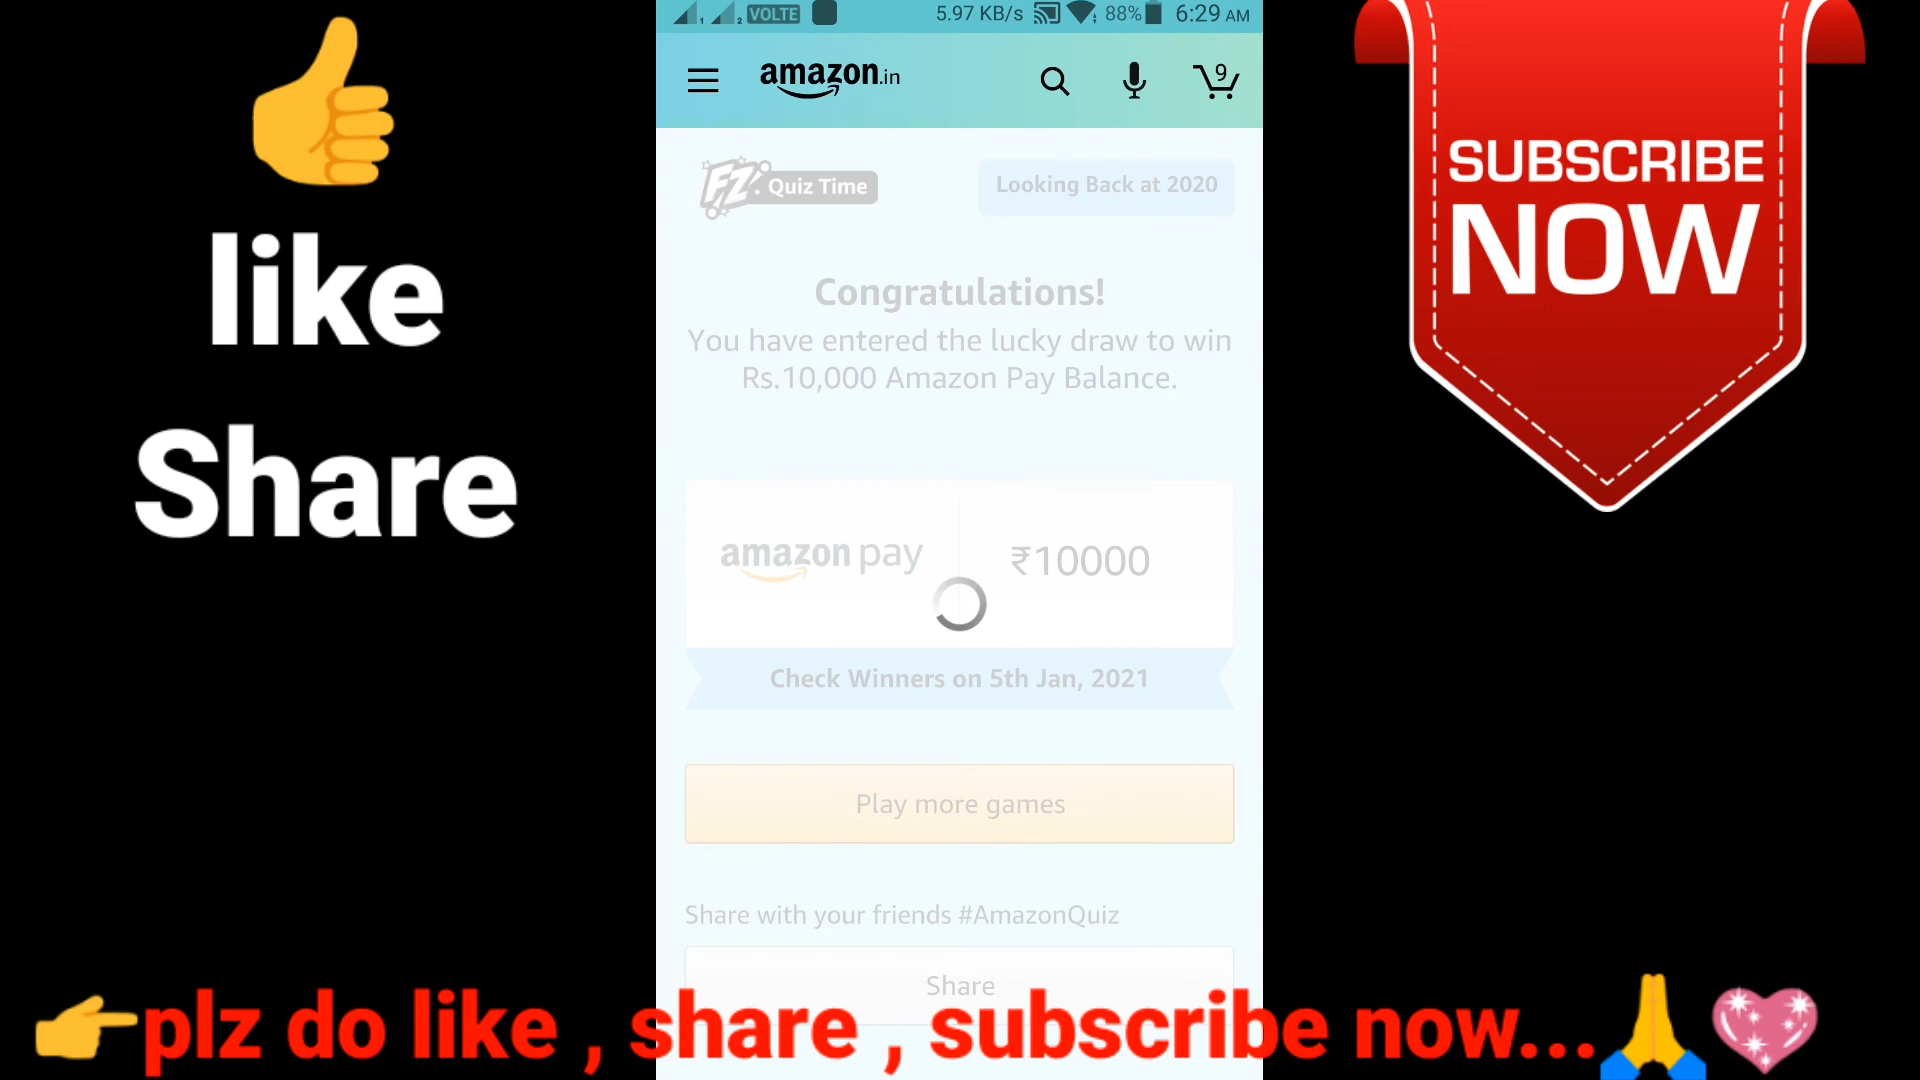 like
Share
1 2 VOLTE 5.97 KB/s 88% 6:29 AM
amazon.in 9
FZ Quiz Time
Looking Back at 2020
Congratulations!
You have entered the lucky draw to win
Rs.10,000 Amazon Pay Balance.
amazon pay ₹10000
Check Winners on 5th Jan, 2021
Play more games
Share with your friends #AmazonQuiz
Share
SUBSCRIBE
NOW
👉plz do like , share , subscribe now...🙏💖